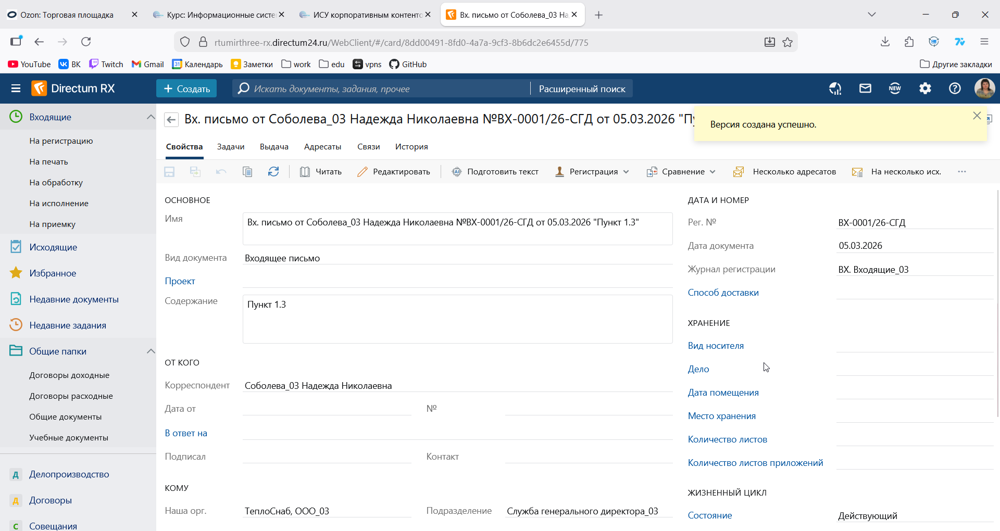 Ozon: Торговая площадка
Курс: Информационные систе
ИСУ корпоративным контенто
Вх. письмо от Соболева_03 На
rtumirthree-rx.directum24.ru/WebClient/#/card/8dd00491-8fd0-4a7a-9cf3-8b6dc2e6455d/775
YouTube
ВК
Twitch
Gmail
31 Календарь
Заметки
work
edu
vpns
GitHub
Другие закладки
Directum RX
Создать
Искать документы, задания, прочее
Расширенный поиск
NEW
Входящие
На регистрацию
На печать
На обработку
На исполнение
На приемку
Исходящие
Избранное
Недавние документы
Недавние задания
Общие папки
Договоры доходные
Договоры расходные
Общие документы
Учебные документы
Д Делопроизводство
Д Договоры
С Совещания
Вх. письмо от Соболева_03 Надежда Николаевна №ВХ-0001/26-СГД от 05.03.2026 "Пу
Версия создана успешно.
Свойства
Задачи
Выдача
Адресаты
Связи
История
Читать
Редактировать
AI Подготовить текст
Регистрация
Сравнение
Несколько адресатов
На несколько исх.
ОСНОВНОЕ
Имя
Вх. письмо от Соболева_03 Надежда Николаевна №ВХ-0001/26-СГД от 05.03.2026 "Пункт 1.3"
Вид документа
Входящее письмо
Проект
Содержание
Пункт 1.3
ОТ КОГО
Корреспондент
Соболева_03 Надежда Николаевна
Дата от
№
В ответ на
Подписал
Контакт
КОМУ
Наша орг.
ТеплоСнаб, ООО_03
Подразделение
Служба генерального директора_03
ДАТА И НОМЕР
Рег. №
ВХ-0001/26-СГД
Дата документа
05.03.2026
Журнал регистрации
ВХ. Входящие_03
Способ доставки
ХРАНЕНИЕ
Вид носителя
Дело
Дата помещения
Место хранения
Количество листов
Количество листов приложений
ЖИЗНЕННЫЙ ЦИКЛ
Состояние
Действующий